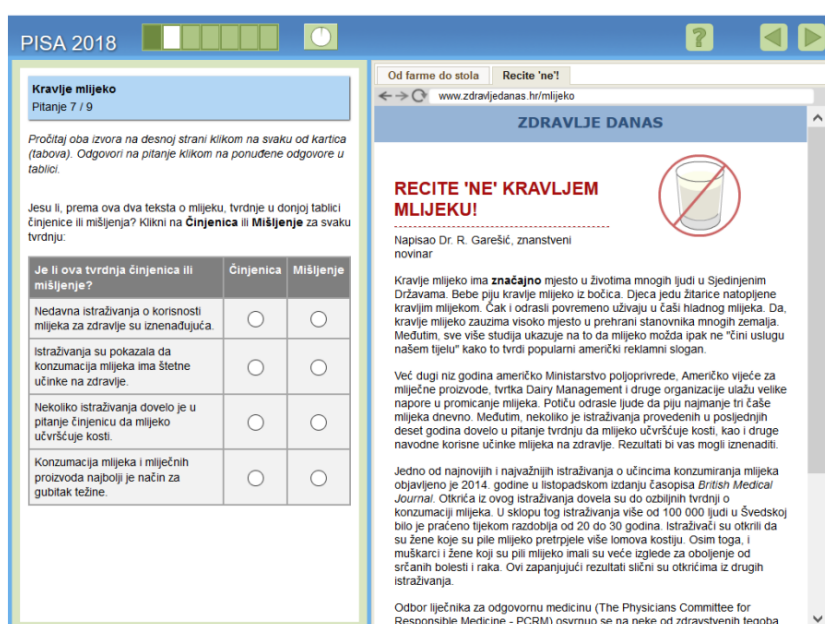 PISA 2018
?
Kravlje mlijeko
Pitanje 7 / 9
Pročitaj oba izvora na desnoj strani klikom na svaku od kartica
(tabova). Odgovori na pitanje klikom na ponuđene odgovore u
tablici.
Jesu li, prema ova dva teksta o mlijeku, tvrdnje u donjoj tablici
činjenice ili mišljenja? Klikni na Činjenica ili Mišljenje za svaku
tvrdnju:
Je li ova tvrdnja činjenica ili
mišljenje?
Činjenica
Mišljenje
Nedavna istraživanja o korisnosti
mlijeka za zdravlje su iznenađujuća.
Istraživanja su pokazala da
konzumacija mlijeka ima štetne
učinke na zdravlje.
Nekoliko istraživanja dovelo je u
pitanje činjenicu da mlijeko
učvršćuje kosti.
Konzumacija mlijeka i mliječnih
proizvoda najbolji je način za
gubitak težine.
Od farme do stola
Recite 'ne'!
www.zdravljedanas.hr/mlijeko
ZDRAVLJE DANAS
RECITE 'NE' KRAVLJEM
MLIJEKU!
Napisao Dr. R. Garešić, znanstveni
novinar
Kravlje mlijeko ima značajno mjesto u životima mnogih ljudi u Sjedinjenim
Državama. Bebe piju kravlje mlijeko iz bočica. Djeca jedu žitarice natopljene
kravljim mlijekom. Čak i odrasli povremeno uživaju u čaši hladnog mlijeka. Da,
kravlje mlijeko zauzima visoko mjesto u prehrani stanovnika mnogih zemalja.
Međutim, sve više studija ukazuje na to da mlijeko možda ipak ne "čini uslugu
našem tijelu" kako to tvrdi popularni američki reklamni slogan.
Već dugi niz godina američko Ministarstvo poljoprivrede, Američko vijeće za
mliječne proizvode, tvrtka Dairy Management i druge organizacije ulažu velike
napore u promicanje mlijeka. Potiču odrasle ljude da piju najmanje tri čaše
mlijeka dnevno. Međutim, nekoliko je istraživanja provedenih u posljednjih
deset godina dovelo u pitanje tvrdnju da mlijeko učvršćuje kosti, kao i druge
navodne korisne učinke mlijeka na zdravlje. Rezultati bi vas mogli iznenaditi.
Jedno od najnovijih i najvažnijih istraživanja o učincima konzumiranja mlijeka
objavljeno je 2014. godine u listopadskom izdanju časopisa British Medical
Journal. Otkrića iz ovog istraživanja dovela su do ozbiljnih tvrdnji o
konzumaciji mlijeka. U sklopu tog istraživanja više od 100 000 ljudi u Švedskoj
bilo je praćeno tijekom razdoblja od 20 do 30 godina. Istraživači su otkrili da
su žene koje su pile mlijeko pretrpjele više lomova kostiju. Osim toga, i
muškarci i žene koji su pili mlijeko imali su veće izglede za oboljenje od
srčanih bolesti i raka. Ovi zapanjujući rezultati slični su otkrićima iz drugih
istraživanja.
Odbor liječnika za odgovornu medicinu (The Physicians Committee for
Responsible Medicine - PCRM) osvrnuo se na neke od zdravstvenih tegoba